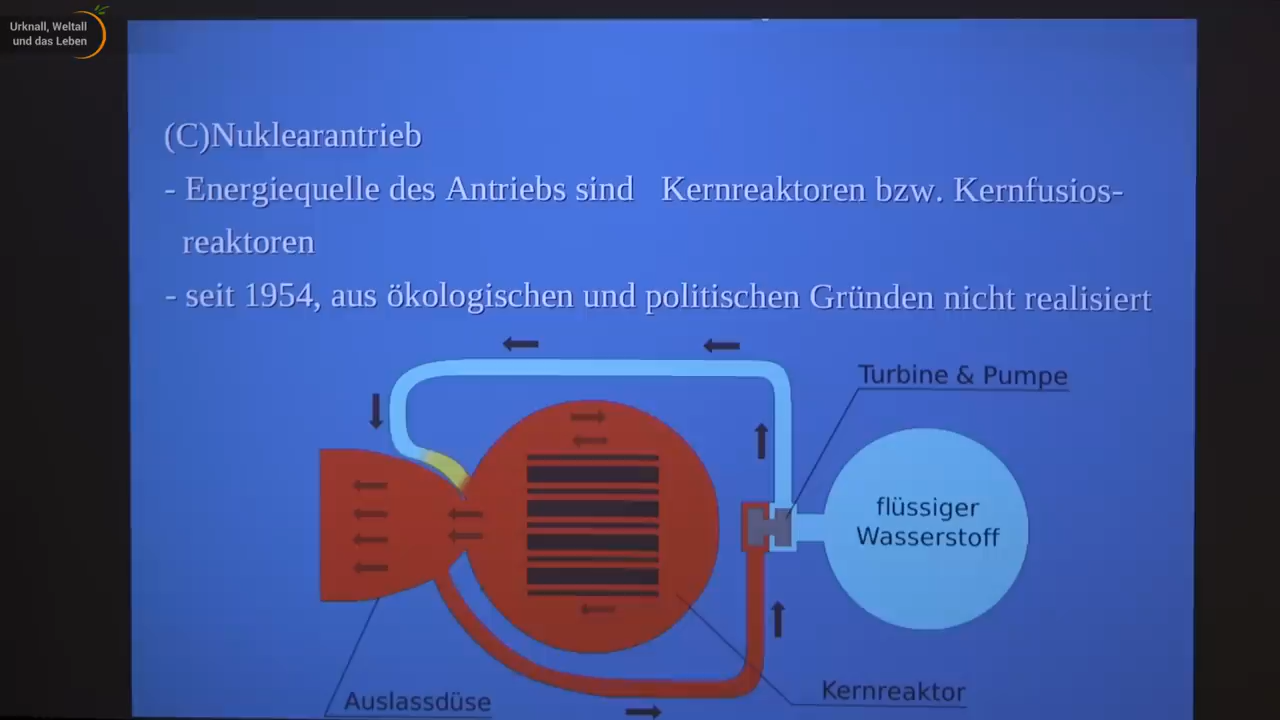 Urknall, Weltall
und das Leben
(C)Nuklearantrieb
- Energiequelle des Antriebs sind Kernreaktoren bzw. Kernfusios-
reaktoren
- seit 1954, aus ökologischen und politischen Gründen nicht realisiert
Turbine & Pumpe
flüssiger
Wasserstoff
Kernreaktor
Auslassdüse